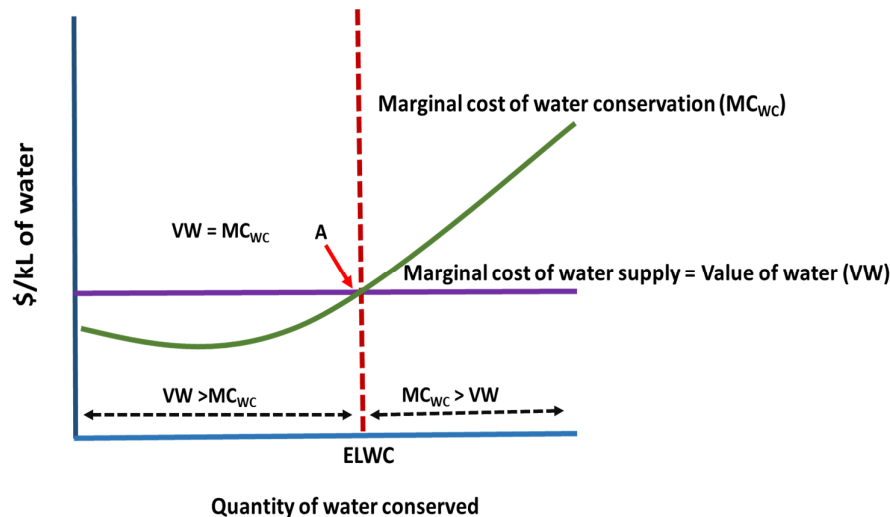 Marginal cost of water conservation (MCWC)
$/kL of water
VW = MCWC
A
Marginal cost of water supply = Value of water (VW)
VW >MCWC
MCWC > VW
ELWC
Quantity of water conserved